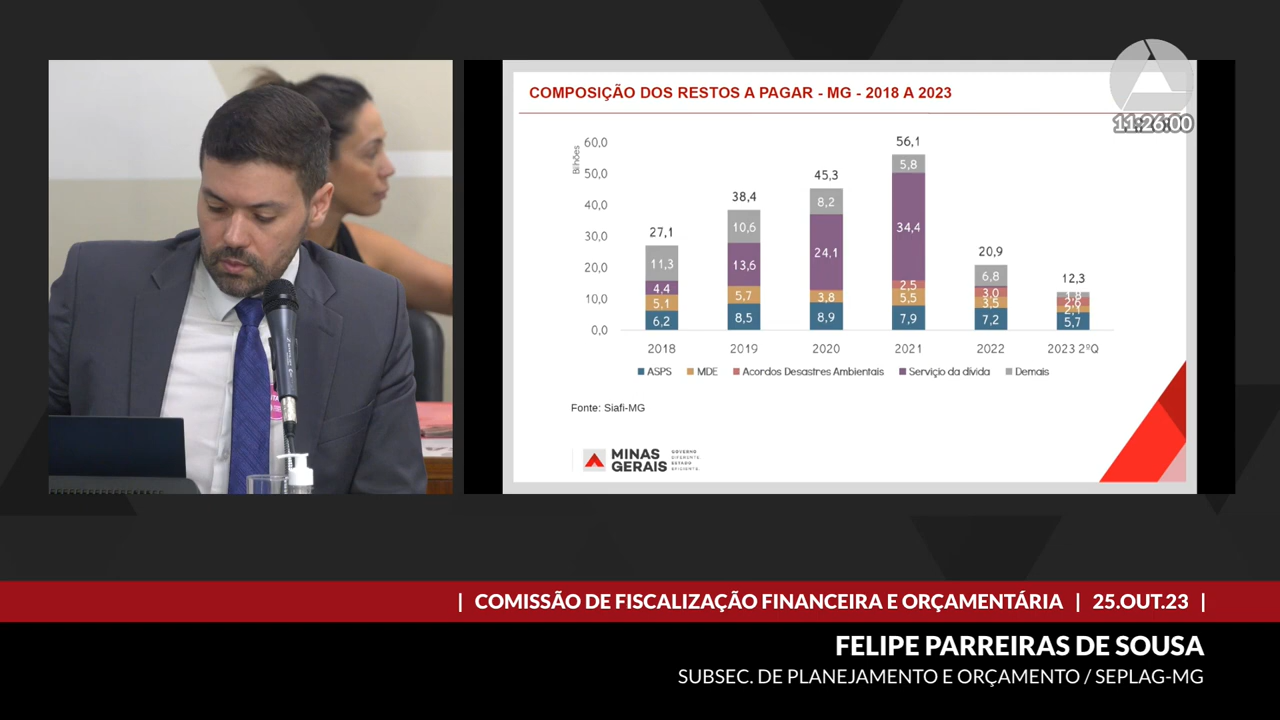 COMPOSIÇÃO DOS RESTOS A PAGAR - MG - 2018 A 2023
11:26:00
Bilhões
60,0
50,0
40,0
30,0
20,0
10,0
0,0
27,1
11,3
4,4
5,1
6,2
38,4
10,6
13,6
5,7
8,5
45,3
8,2
24,1
3,8
8,9
56,1
5,8
34,4
2,5
5,5
7,9
20,9
6,8
3,0
3,5
7,2
12,3
5,7
2018 2019 2020 2021 2022 2023 2ºQ
ASPS MDE Acordos Desastres Ambientais Serviçio da dívida Demais
Fonte: Siafi-MG
MINAS GERAIS
GOVERNO
DIFERENTE.
ESTADO
EFICIENTE.
| COMISSÃO DE FISCALIZAÇÃO FINANCEIRA E ORÇAMENTÁRIA | 25.OUT.23 |
FELIPE PARREIRAS DE SOUSA
SUBSEC. DE PLANEJAMENTO E ORÇAMENTO / SEPLAG-MG